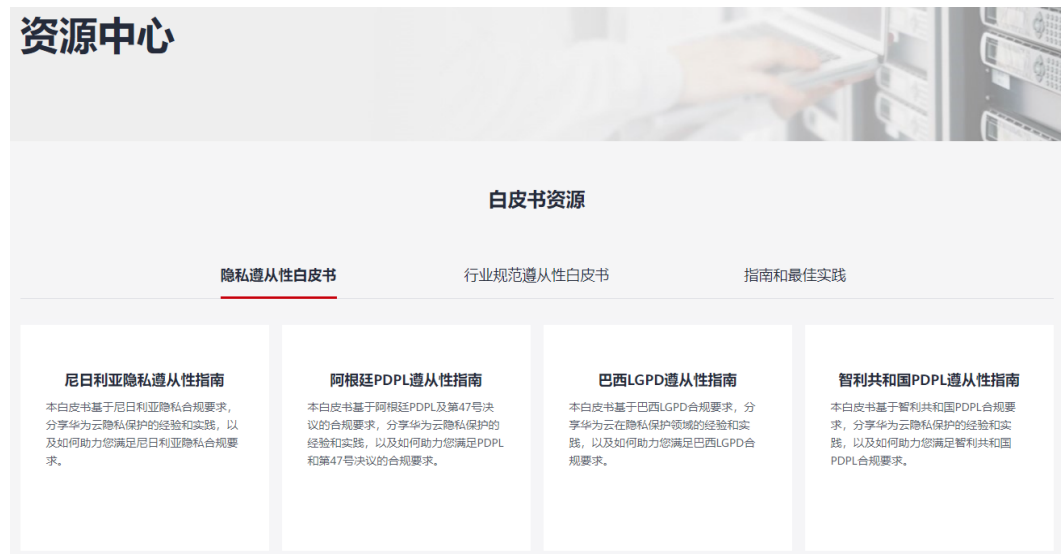 资源中心
白皮书资源
隐私遵从性白皮书
行业规范遵从性白皮书
指南和最佳实践
尼日利亚隐私遵从性指南
本白皮书基于尼日利亚隐私合规要求，
分享华为云隐私保护的经验和实践，以
及如何助力您满足尼日利亚隐私合规要
求。
阿根廷PDPL遵从性指南
本白皮书基于阿根廷PDPL及第47号决
议的合规要求，分享华为云隐私保护的
经验和实践，以及如何助力您满足PDPL
和第47号决议的合规要求。
巴西LGPD遵从性指南
本白皮书基于巴西LGPD合规要求，分
享华为云在隐私保护领域的经验和实
践，以及如何助力您满足巴西LGPD合
规要求。
智利共和国PDPL遵从性指南
本白皮书基于智利共和国PDPL合规要
求，分享华为云隐私保护的经验和实
践，以及如何助力您满足智利共和国
PDPL合规要求。